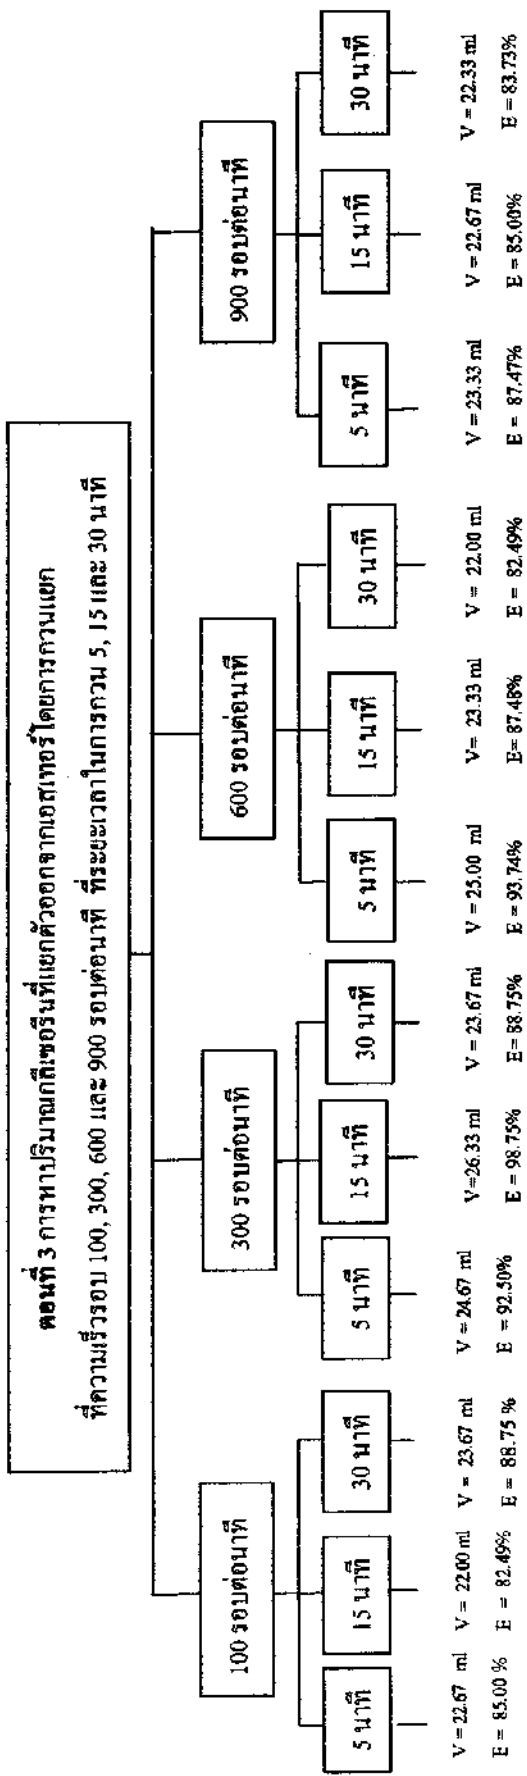 ตอนที่ 3 การหาปริมาณกลีเซอรีนที่แยกตัวออกจากเอสเทอร์โดยการกวนแยก
ที่ความเร็วรอบ 100, 300, 600 และ 900 รอบต่อนาที ที่ระยะเวลาในการกวน 5, 15 และ 30 นาที
100 รอบต่อนาที
300 รอบต่อนาที
600 รอบต่อนาที
900 รอบต่อนาที
5 นาที
15 นาที
30 นาที
5 นาที
15 นาที
30 นาที
5 นาที
15 นาที
30 นาที
5 นาที
15 นาที
30 นาที
V = 22.67 ml
V = 22.00 ml
V = 23.67 ml
V = 24.67 ml
V=26.33 ml
V = 23.67 ml
V = 25.00 ml
V= 23.33 ml
V = 22.00 ml
V = 23.33 ml
V = 22.67 ml
V = 22.33 ml
E = 85.00 %
E = 82.49%
E = 88.75 %
E = 92.50%
E = 98.75%
E= 88.75%
E = 93.74%
E= 87.48%
E = 82.49%
E = 87.47%
E = 85.00%
E = 83.73%